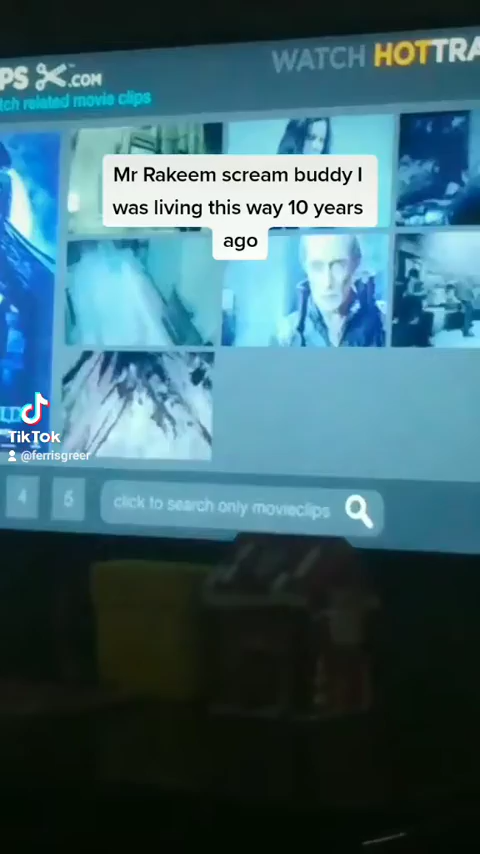 PS .COM
WATCH HOTTRA
tch related movie clips
Mr Rakeem scream buddy I
was living this way 10 years
ago
TikTok
@ferrisgreer
4 5 click to search only movieclips